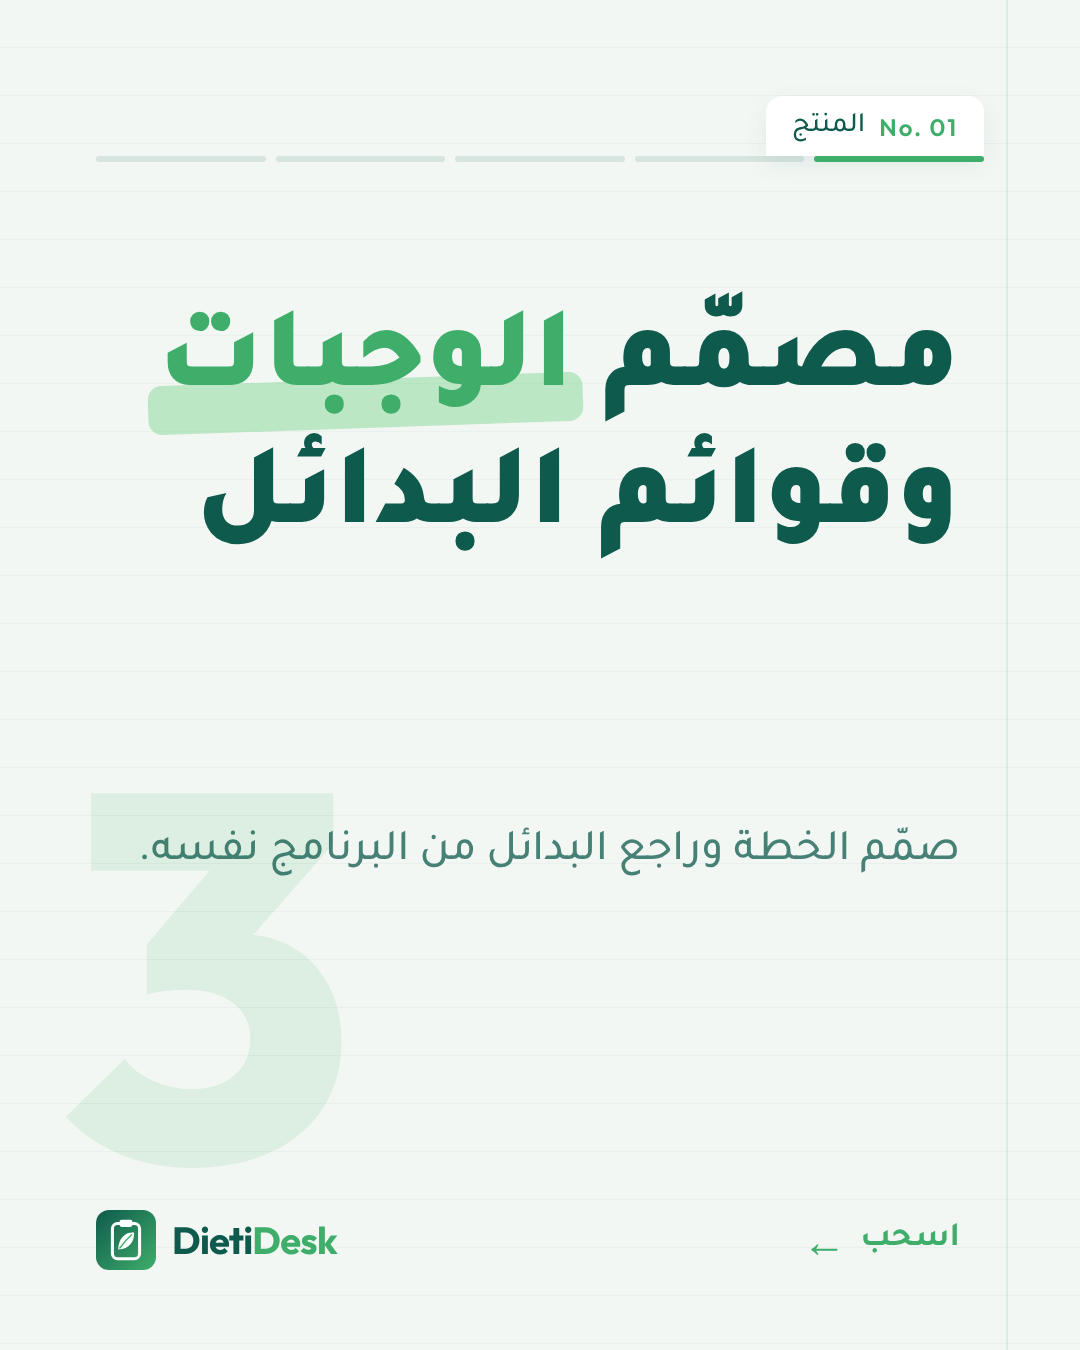 No. 01 المنتج
مصمّم الوجبات
وقوائم البدائل
صمّم الخطة وراجع البدائل من البرنامج نفسه.
3
اسحب ←
DietiDesk